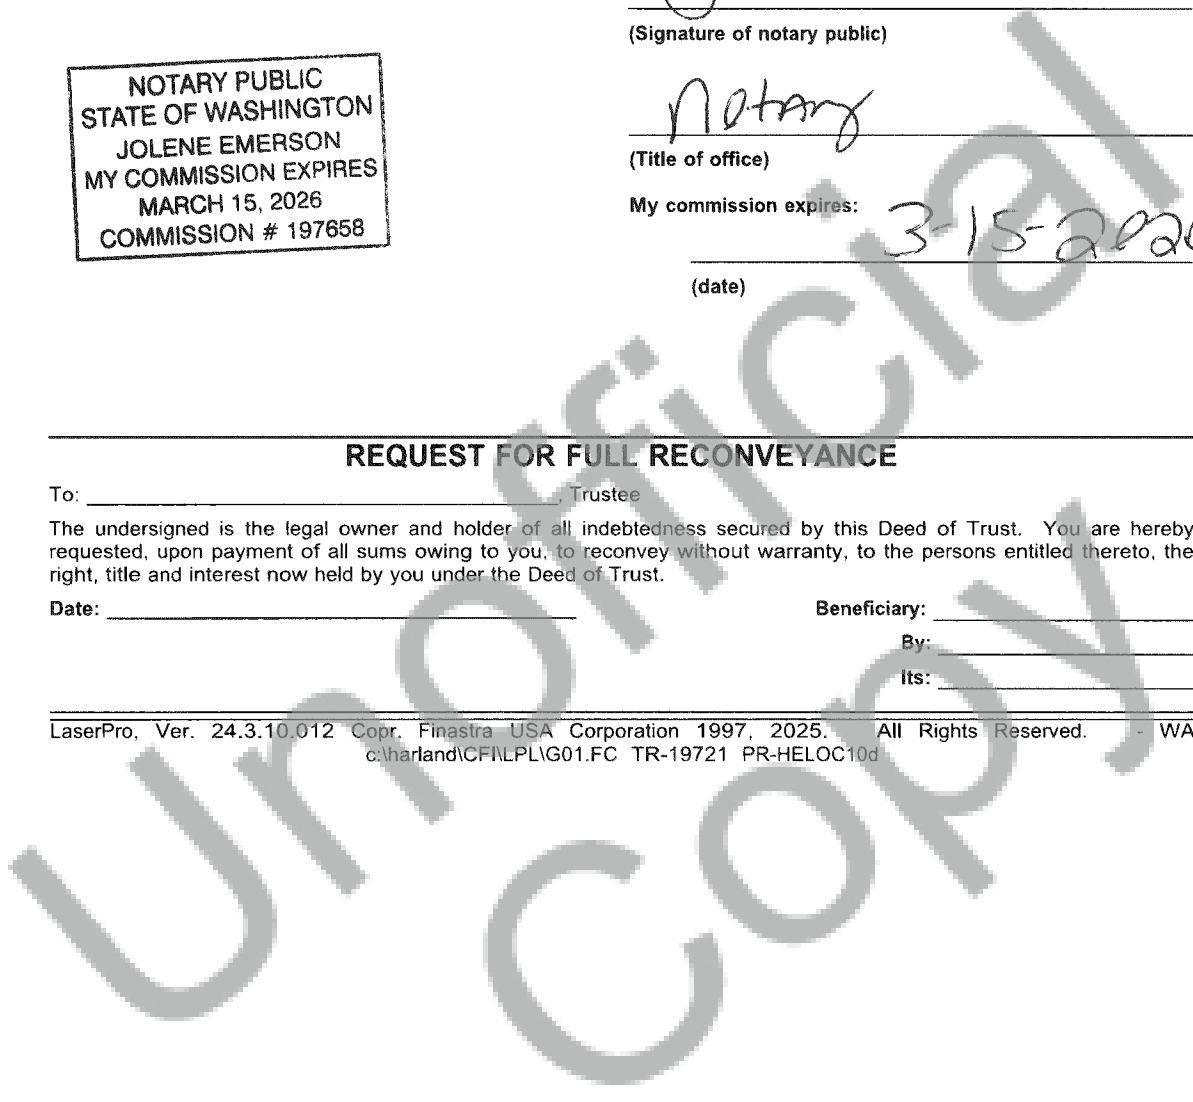 (Signature of notary public)
NOTARY PUBLIC
STATE OF WASHINGTON
JOLENE EMERSON
MY COMMISSION EXPIRES
MARCH 15, 2026
COMMISSION # 197658
Notary
(Title of office)
My commission expires: 3-15-202
(date)
REQUEST FOR FULL RECONVEYANCE
To: , Trustee
The undersigned is the legal owner and holder of all indebtedness secured by this Deed of Trust. You are hereby
requested, upon payment of all sums owing to you, to reconvey without warranty, to the persons entitled thereto, the
right, title and interest now held by you under the Deed of Trust.
Date: Beneficiary:
By:
Its:
LaserPro, Ver. 24.3.10.012 Copr. Finastra USA Corporation 1997, 2025. All Rights Reserved. - WA
c:\harland\CFI\LPL\G01.FC TR-19721 PR-HELOC10d
Unofficial
Copy